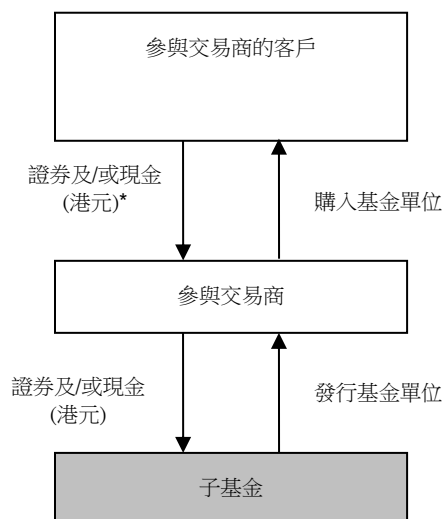 參與交易商的客戶
證券及/或現金
(港元)*
購入基金單位
參與交易商
證券及/或現金
(港元)
發行基金單位
子基金